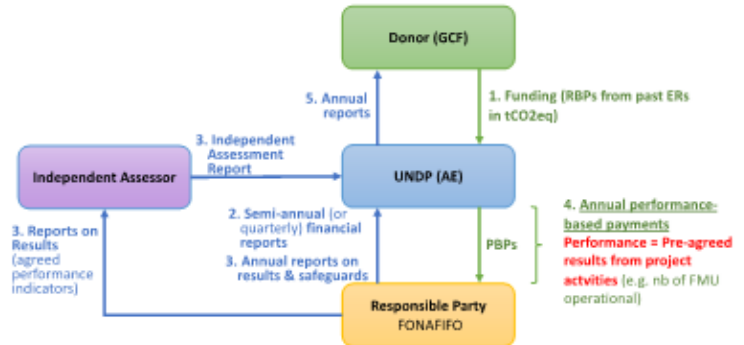 Donor (GCF)
5. Annual
reports
1. Funding (RBPs from past ERs
in tCO2eq)
3. Independent
Assessment
Report
Independent Assessor
UNDP (AE)
3. Reports on
Results
(agreed
performance
indicators)
2. Semi-annual (or
quarterly) financial
reports
3. Annual reports on
results & safeguards
PBPs
4. Annual performance-
based payments
Performance = Pre-agreed
results from project
actvities (e.g. nb of FMU
operational)
Responsible Party
FONAFIFO